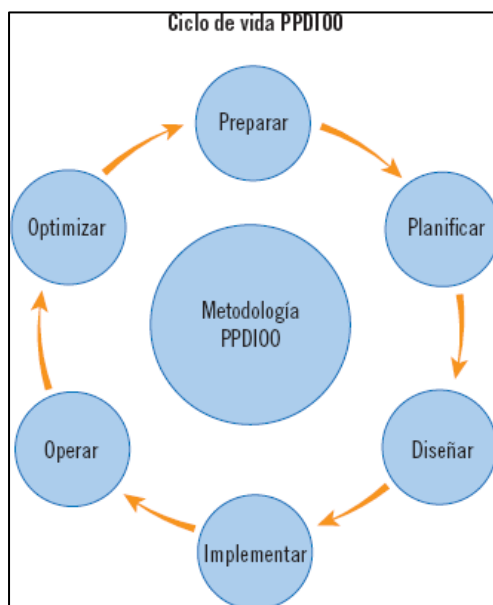 Ciclo de vida PPDIOO
Preparar
Planificar
Diseñar
Implementar
Operar
Optimizar
Metodología
PPDIOO